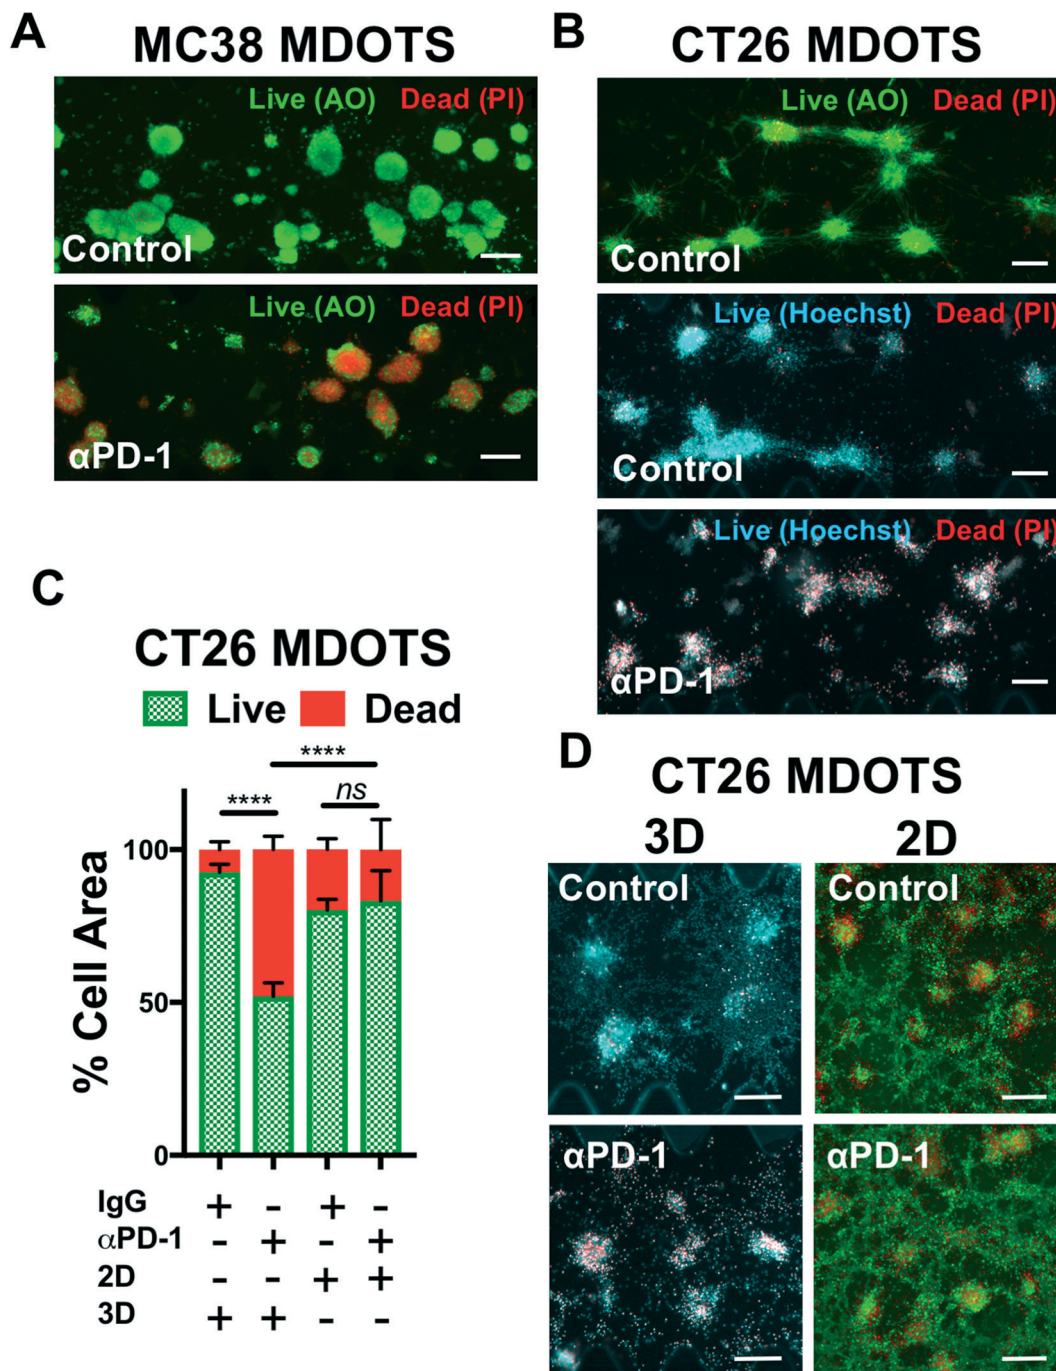 A
MC38 MDOTS
Live (AO) Dead (PI)
Control
Live (AO) Dead (PI)
αPD-1
B
CT26 MDOTS
Live (AO) Dead (PI)
Control
Live (Hoechst) Dead (PI)
Control
Live (Hoechst) Dead (PI)
αPD-1
C
CT26 MDOTS
Live Dead
**** 
**** ns
% Cell Area
100
50
0
IgG + - + -
αPD-1 - + - +
2D - - + +
3D + + - -
D
CT26 MDOTS
3D 2D
Control Control
αPD-1 αPD-1